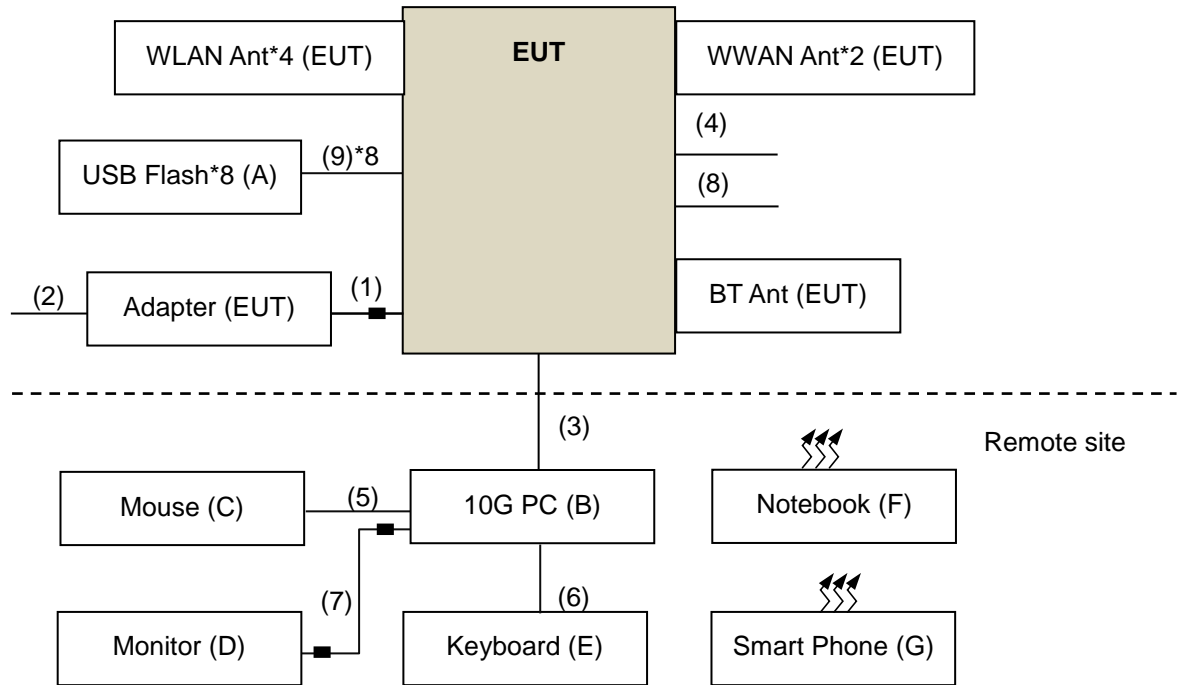 WLAN Ant*4 (EUT)
EUT
WWAN Ant*2 (EUT)
(4)
USB Flash*8 (A)
(9)*8
(8)
(2)
Adapter (EUT)
(1)
BT Ant (EUT)
(3)
Remote site
Mouse (C)
(5)
10G PC (B)
Notebook (F)
(7)
(6)
Monitor (D)
Keyboard (E)
Smart Phone (G)